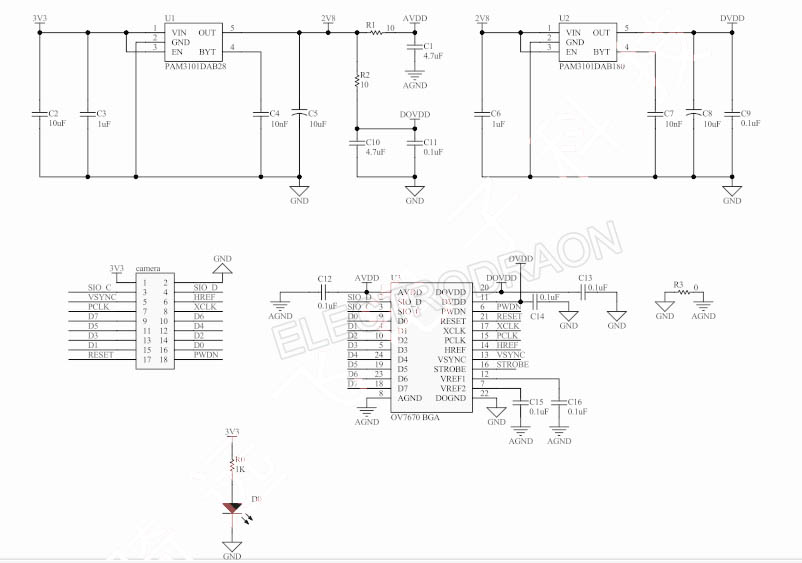 3V3 U1 2V8 R1 AVDD 2V8 U2 DVDD
1 VIN OUT 5 10 1 VIN OUT 5
2 GND C1 2 GND
3 EN BYT 4 4.7uF 3 EN BYT 4
PAM3101DAB28 R2 PAM3101DAB180
10 AGND
DOVDD
C2 C3 C4 C5 C6 C7 C8 C9
10uF 1uF 10nF 10uF 1uF 10nF 10uF 0.1uF
C10 C11
4.7uF 0.1uF
GND GND GND
ELECTRODRAON
3V3 camera GND
1 2
SIO_C 3 4 SIO_D
VSYNC 5 6 HREF
PCLK 7 8 XCLK
D7 9 10 D6
D5 11 12 D4
D3 13 14 D2
D1 15 16 D0
RESET 17 18 PWDN
C12 AVDD DOVDD DVDD C13
0.1uF 0.1uF
AGND
AVDD DOVDD 20
SIO_D SIO_D DVDD 11 0.1uF
SIO_C 3 PWDN 6 PWDN C14
D0 D0 RESET 21 RESET GND GND
D1 D1 XCLK 17 XCLK
D2 10 D2 PCLK 15 PCLK
D3 5 D3 HREF 14 HREF
D4 24 D4 VSYNC 13 VSYNC
D5 19 D5 STROBE 16 STROBE
D6 23 D6 VREF1 12
D7 18 D7 VREF2 7
8 AGND DOGND 22
OV7670 BGA
AGND GND
C15 C16
0.1uF 0.1uF
AGND AGND
R3 0
GND AGND
3V3
R0
1K
D0
GND